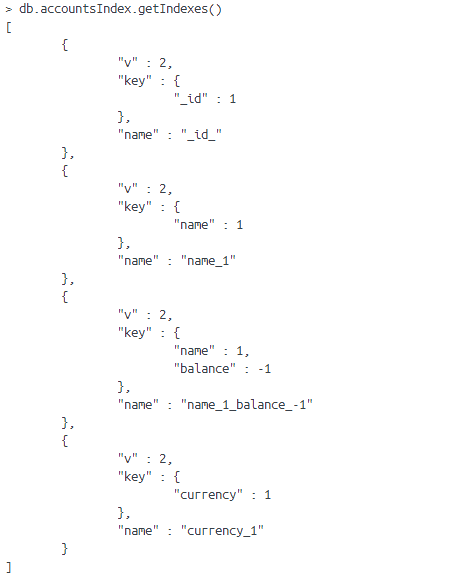 > db.accountsIndex.getIndexes()
[
        {
                "v" : 2,
                "key" : {
                        "_id" : 1
                },
                "name" : "_id_"
        },
        {
                "v" : 2,
                "key" : {
                        "name" : 1
                },
                "name" : "name_1"
        },
        {
                "v" : 2,
                "key" : {
                        "name" : 1,
                        "balance" : -1
                },
                "name" : "name_1_balance_-1"
        },
        {
                "v" : 2,
                "key" : {
                        "currency" : 1
                },
                "name" : "currency_1"
        }
]